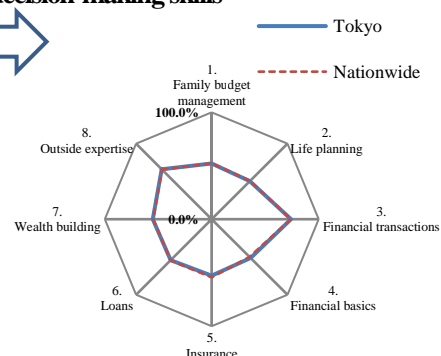 decision-making skills
Tokyo
Nationwide
1.
Family budget
management
100.0%
8.
Outside expertise
2.
Life planning
7.
Wealth building
0.0%
3.
Financial transactions
6.
Loans
4.
Financial basics
5.
Insurance